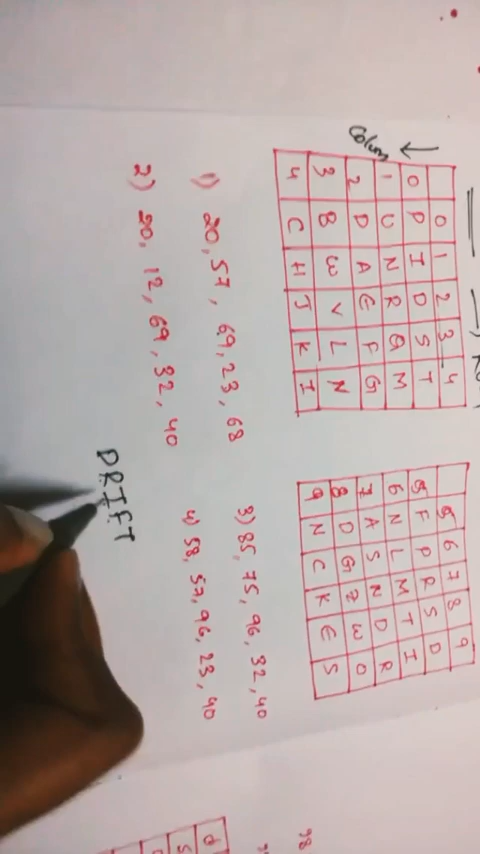 Colum
0 1 2 3 4
0 P I D S T
1 U N R Q M
2 D A E F G
3 B W V L N
4 C H J K I
5 6 7 8 9
5 F P R S D
6 N L M T I
7 A S N D R
8 D G Z W O
9 N C K E S
1) 20, 57, 69, 23, 68
2) 20, 12, 69, 32, 40
3) 85, 75, 96, 32, 40
4) 58, 57, 96, 23, 40
DRIFT